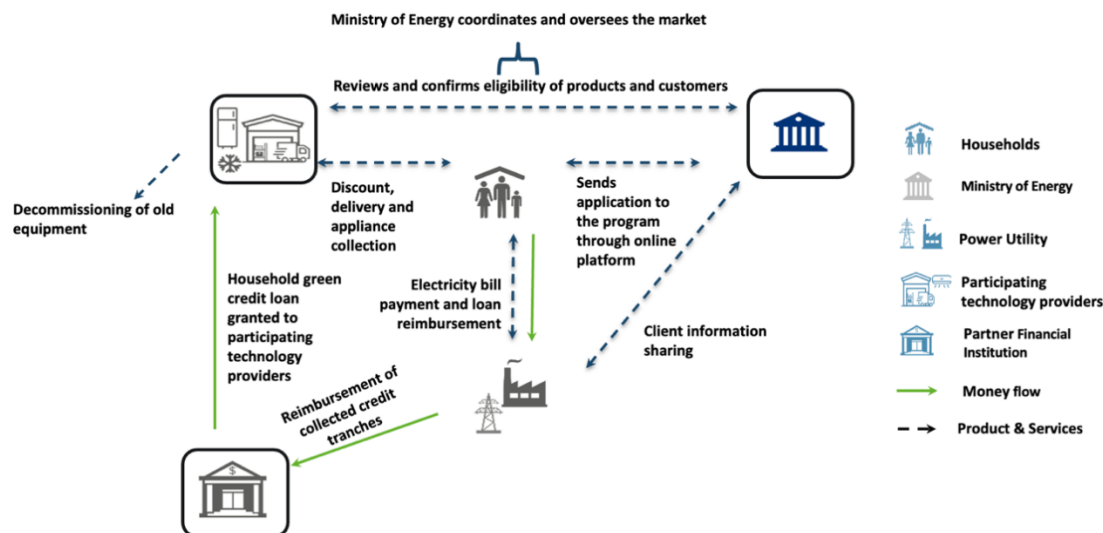 Ministry of Energy coordinates and oversees the market
Reviews and confirms eligibility of products and customers
Decommissioning of old
equipment
Discount,
delivery and
appliance
collection
Sends
application to
the program
through online
platform
Household green
credit loan
granted to
participating
technology
providers
Electricity bill
payment and loan
reimbursement
Client information
sharing
Reimbursement of
collected credit
tranches
$
Households
Ministry of Energy
Power Utility
Participating
technology providers
Partner Financial
Institution
Money flow
Product & Services